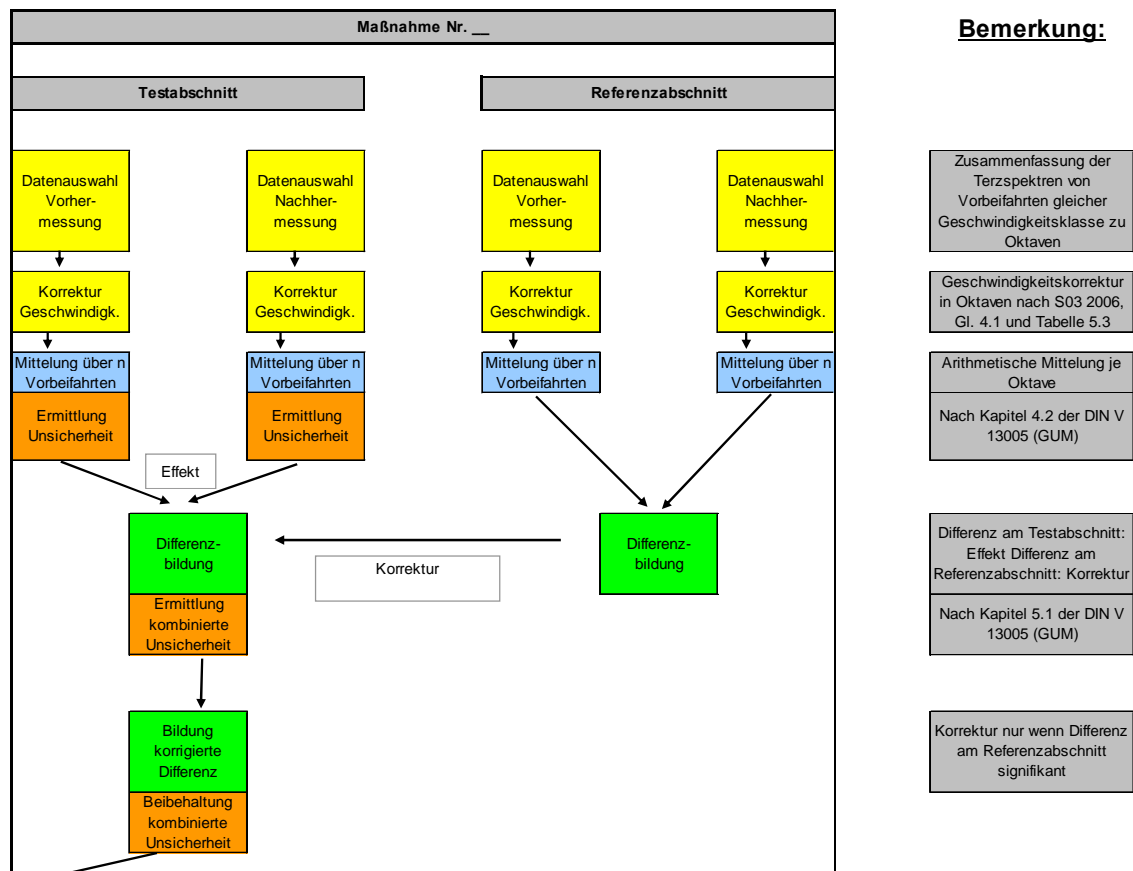 Maßnahme Nr. __
Bemerkung:
Testabschnitt
Referenzabschnitt
Datenauswahl
Vorher-
messung
Datenauswahl
Nachher-
messung
Datenauswahl
Vorher-
messung
Datenauswahl
Nachher-
messung
Zusammenfassung der
Terzspektren von
Vorbeifahrten gleicher
Geschwindigkeitsklasse zu
Oktaven
Korrektur
Geschwindigk.
Korrektur
Geschwindigk.
Korrektur
Geschwindigk.
Korrektur
Geschwindigk.
Geschwindigkeitskorrektur
in Oktaven nach S03 2006,
Gl. 4.1 und Tabelle 5.3
Mittelung über n
Vorbeifahrten
Mittelung über n
Vorbeifahrten
Mittelung über n
Vorbeifahrten
Mittelung über n
Vorbeifahrten
Arithmetische Mittelung je
Oktave
Ermittlung
Unsicherheit
Ermittlung
Unsicherheit
Nach Kapitel 4.2 der DIN V
13005 (GUM)
Effekt
Differenz-
bildung
Korrektur
Differenz-
bildung
Differenz am Testabschnitt:
Effekt Differenz am
Referenzabschnitt: Korrektur
Ermittlung
kombinierte
Unsicherheit
Nach Kapitel 5.1 der DIN V
13005 (GUM)
Bildung
korrigierte
Differenz
Korrektur nur wenn Differenz
am Referenzabschnitt
signifikant
Beibehaltung
kombinierte
Unsicherheit